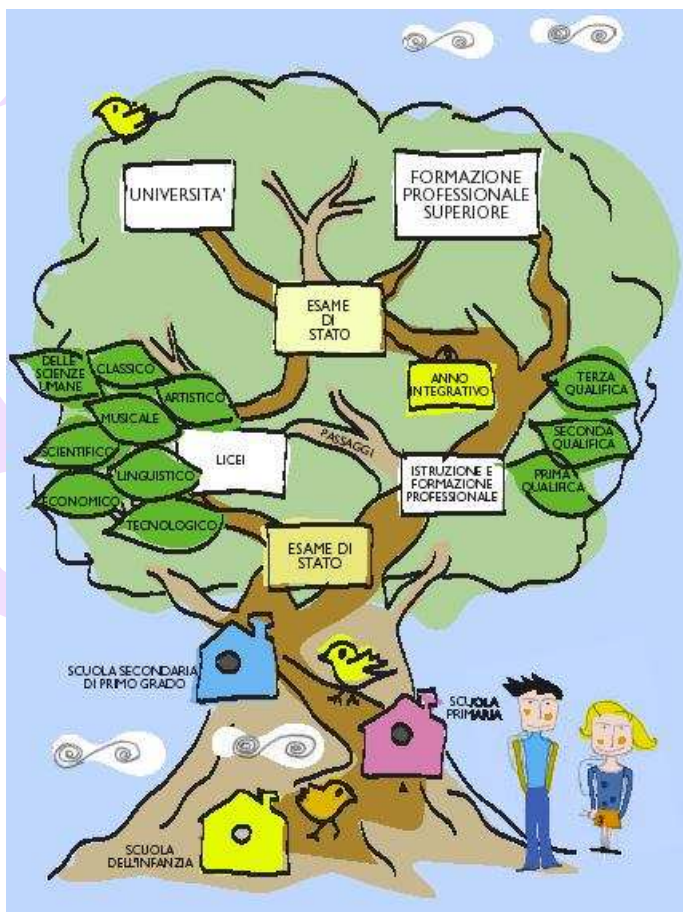 UNIVERSITA'
FORMAZIONE
PROFESSIONALE
SUPERIORE
ESAME
DI
STATO
DELLE
SCIENZE
UMANE
CLASSICO
ARTISTICO
MUSICALE
SCIENTIFICO
LINGUISTICO
ECONOMICO
TECNOLOGICO
LICEI
PASSAGGI
ANNO
INTEGRATIVO
TERZA
QUALIFICA
SECONDA
QUALIFICA
PRIMA
QUALIFICA
ISTRUZIONE E
FORMAZIONE
PROFESSIONALE
ESAME DI
STATO
SCUOLA SECONDARIA
DI PRIMO GRADO
SCUOLA
PRIMARIA
SCUOLA
DELL'INFANZIA